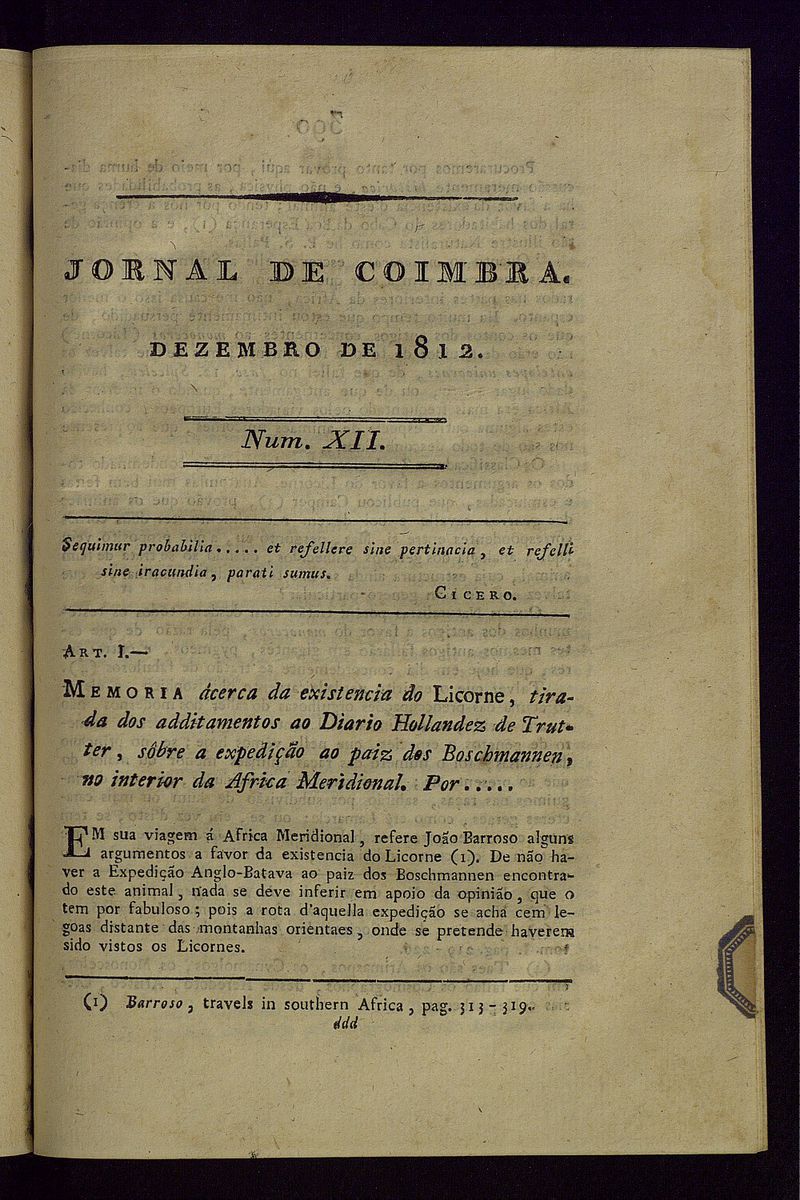 JORNAL DE COIMBRA.
DEZEMBRO DE 1812.
Num. XII.
Sequimur probabilia..... et refellere sine pertinacia, et refelli
sine iracundia, parati sumus.
CICERO.
ART. I.—
MEMORIA ácerca da existencia do Licorne, tira-
da dos additamentos ao Diario Hollandez de Trut-
ter, sôbre a expedição ao paiz dos Boschmannen,
no interior da Africa Meridional. Por.....
EM sua viagem á Africa Meridional, refere João Barroso alguns
argumentos a favor da existencia do Licorne (1). De não ha-
ver a Expedição Anglo-Batava ao paiz dos Boschmannen encontra-
do este animal, nada se deve inferir em apoio da opinião, que o
tem por fabuloso; pois a rota d'aquella expedição se acha cem le-
goas distante das montanhas orientaes, onde se pretende haverem
sido vistos os Licornes.
(1) Barroso, travels in southern Africa, pag. 313-319.
ddd